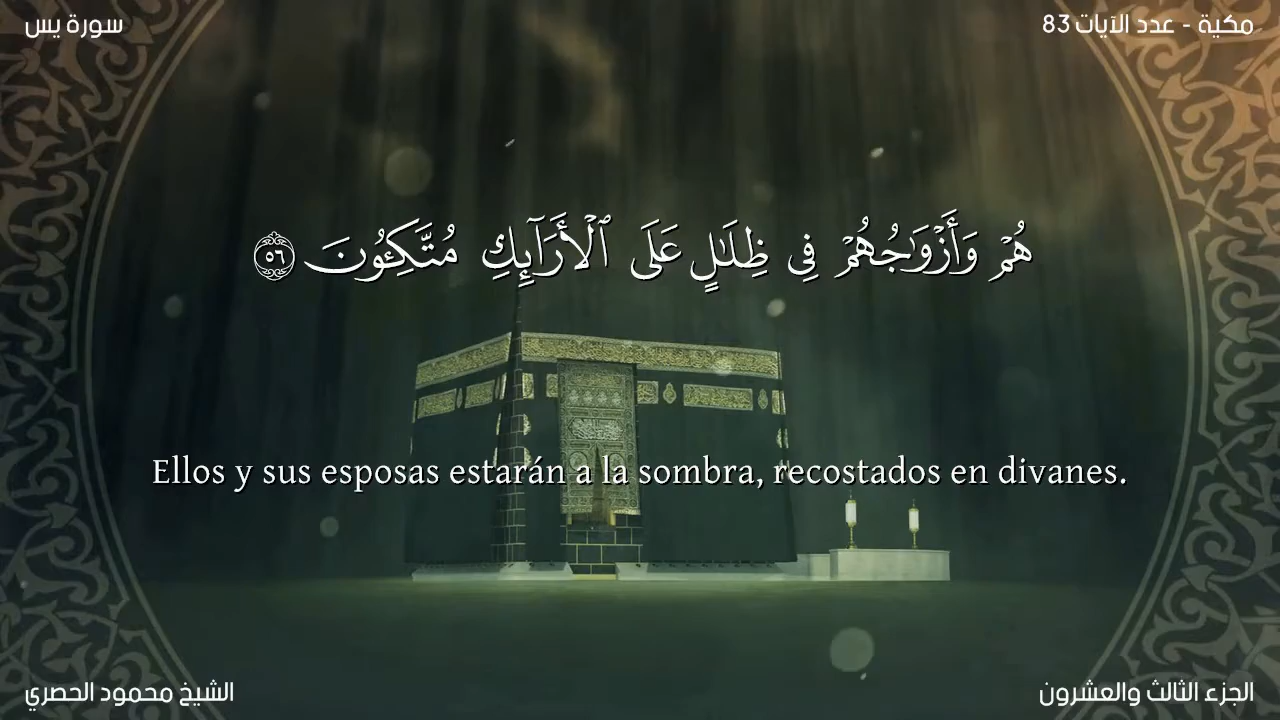 سورة يس
مكية - عدد الآيات 83
هُمْ وَأَزْوَٰجُهُمْ فِى ظِلَٰلٍ عَلَى ٱلْأَرَآئِكِ مُتَّكِـُٔونَ ۝٥٦
Ellos y sus esposas estarán a la sombra, recostados en divanes.
الشيخ محمود الحصري
الجزء الثالث والعشرون